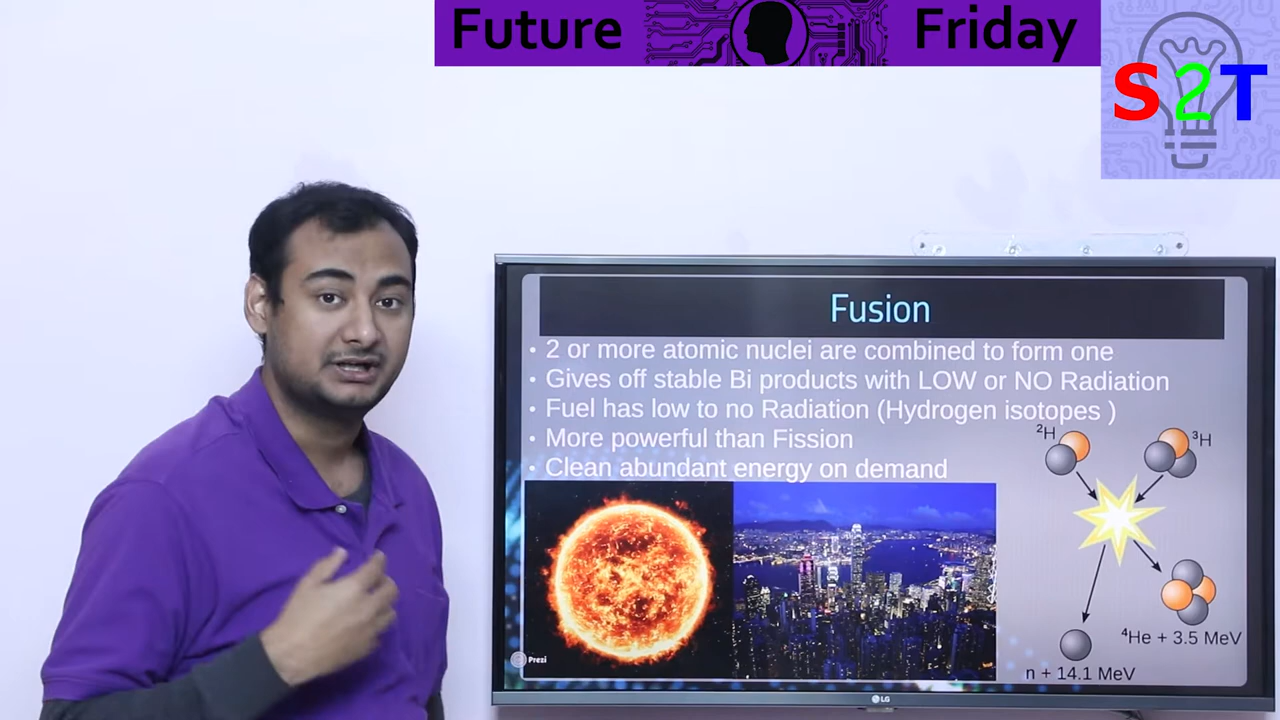 Future Friday
S2T
Fusion
• 2 or more atomic nuclei are combined to form one
• Gives off stable Bi products with LOW or NO Radiation
• Fuel has low to no Radiation (Hydrogen isotopes )
• More powerful than Fission
• Clean abundant energy on demand
²H
³H
⁴He + 3.5 MeV
n + 14.1 MeV
Prezi
LG